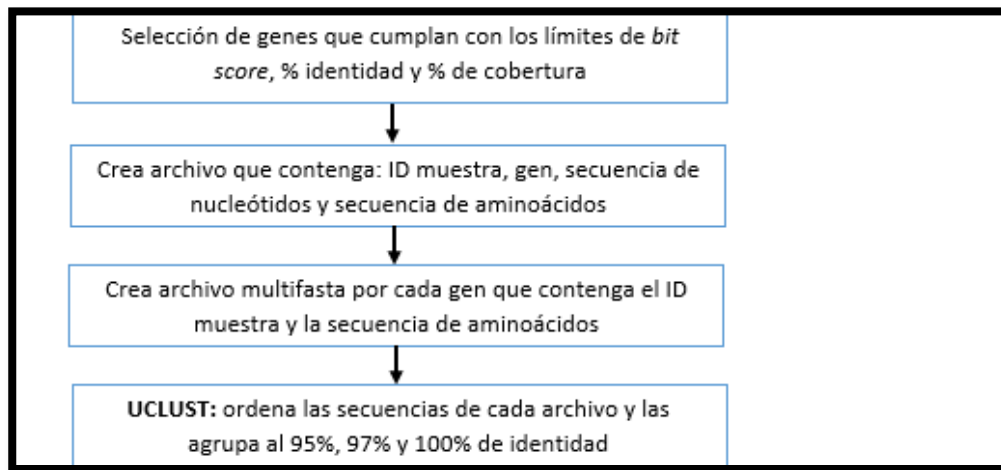 Selección de genes que cumplan con los límites de bit
score, % identidad y % de cobertura
Crea archivo que contenga: ID muestra, gen, secuencia de
nucleótidos y secuencia de aminoácidos
Crea archivo multifasta por cada gen que contenga el ID
muestra y la secuencia de aminoácidos
UCLUST: ordena las secuencias de cada archivo y las
agrupa al 95%, 97% y 100% de identidad